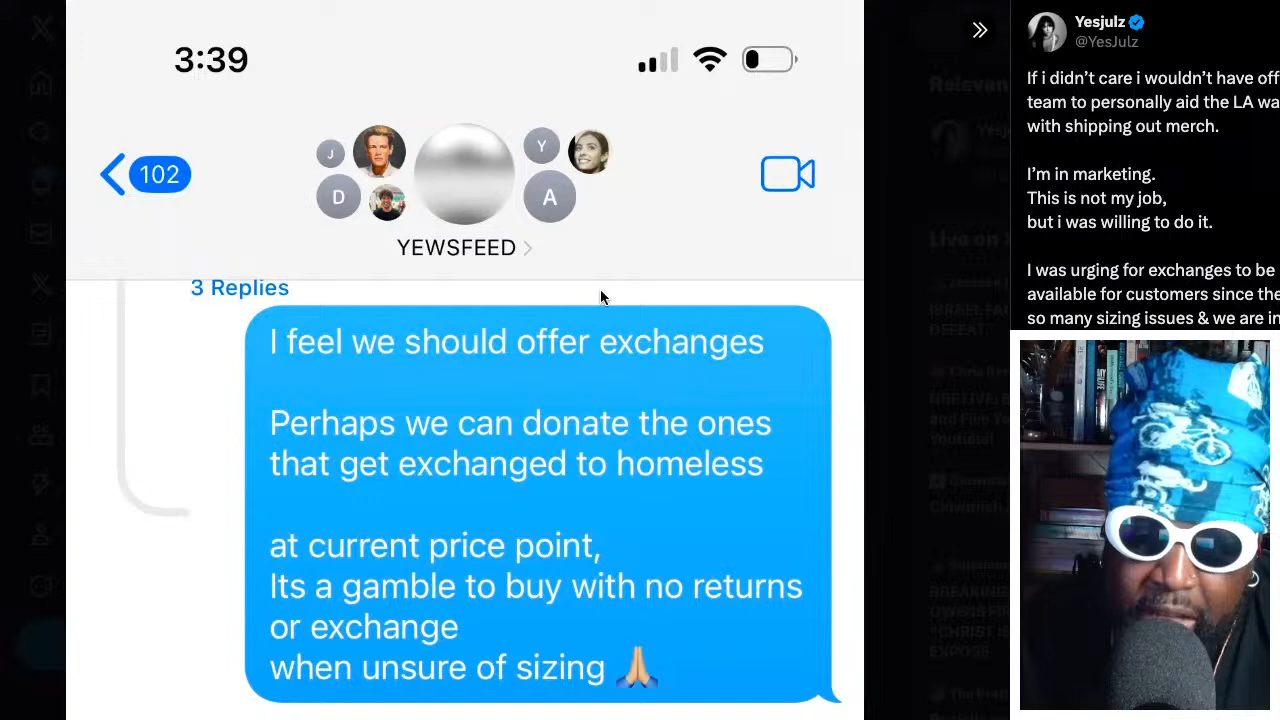 3:39
102
J
D
Y
A
YEWSFEED
3 Replies
I feel we should offer exchanges
Perhaps we can donate the ones
that get exchanged to homeless
at current price point,
Its a gamble to buy with no returns
or exchange
when unsure of sizing 🙏🏼
Yesjulz
@YesJulz
If i didn't care i wouldn't have off
team to personally aid the LA wa
with shipping out merch.
I'm in marketing.
This is not my job,
but i was willing to do it.
I was urging for exchanges to be
available for customers since the
so many sizing issues & we are in
Relevan
Live on